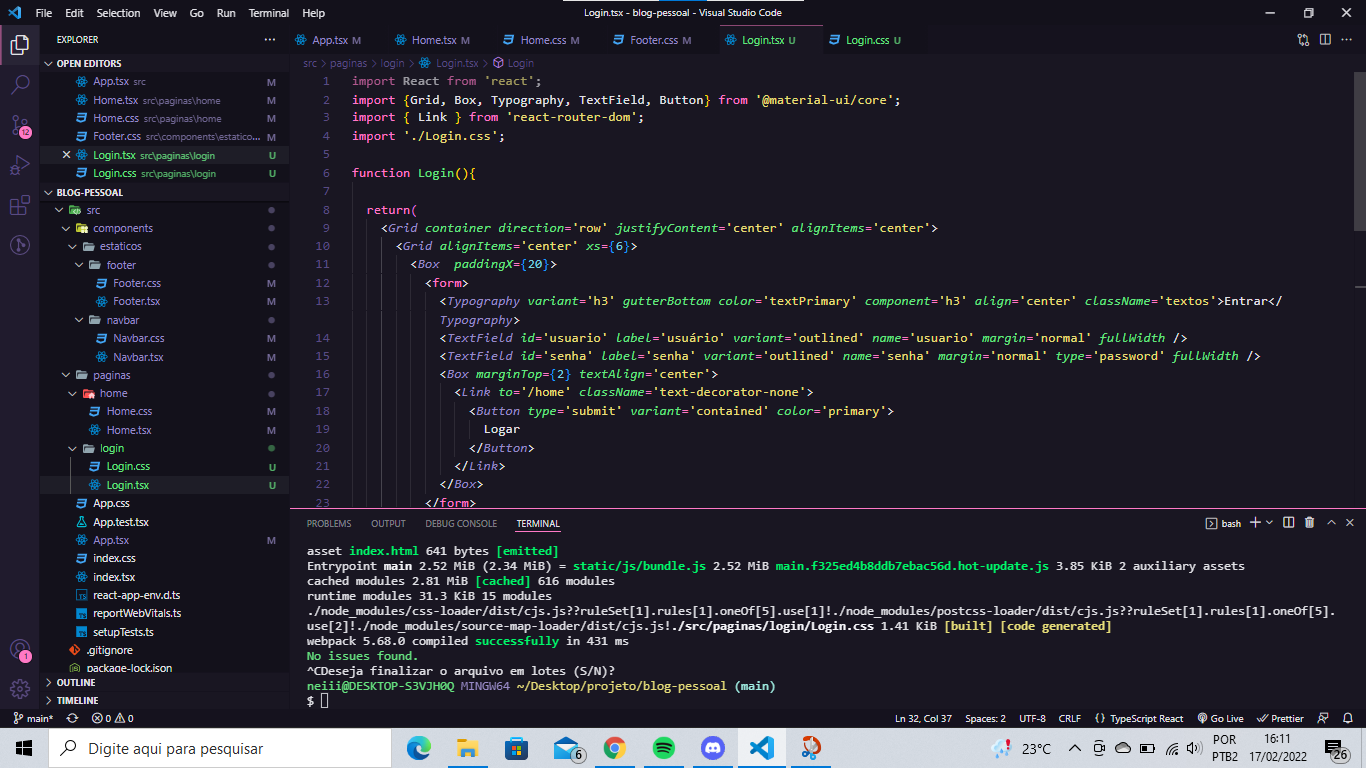 File Edit Selection View Go Run Terminal Help
Login.tsx - blog-pessoal - Visual Studio Code
EXPLORER
OPEN EDITORS
App.tsx src M
Home.tsx src\paginas\home M
Home.css src\paginas\home M
Footer.css src\components\estatico... M
Login.tsx src\paginas\login U
Login.css src\paginas\login U
BLOG-PESSOAL
src
components
estaticos
footer
Footer.css M
Footer.tsx M
navbar
Navbar.css M
Navbar.tsx M
paginas
home
Home.css M
Home.tsx M
login
Login.css U
Login.tsx U
App.css
App.test.tsx
App.tsx M
index.css
index.tsx
react-app-env.d.ts
reportWebVitals.ts
setupTests.ts
.gitignore
package-lock.json
OUTLINE
TIMELINE
12
1
App.tsx M Home.tsx M Home.css M Footer.css M Login.tsx U Login.css U
src > paginas > login > Login.tsx > Login
1 import React from 'react';
2 import {Grid, Box, Typography, TextField, Button} from '@material-ui/core';
3 import { Link } from 'react-router-dom';
4 import './Login.css';
5
6 function Login(){
7
8 return(
9 <Grid container direction='row' justifyContent='center' alignItems='center'>
10 <Grid alignItems='center' xs={6}>
11 <Box  paddingX={20}>
12 <form>
13 <Typography variant='h3' gutterBottom color='textPrimary' component='h3' align='center' className='textos'>Entrar</
Typography>
14 <TextField id='usuario' label='usuário' variant='outlined' name='usuario' margin='normal' fullWidth />
15 <TextField id='senha' label='senha' variant='outlined' name='senha' margin='normal' type='password' fullWidth />
16 <Box marginTop={2} textAlign='center'>
17 <Link to='/home' className='text-decorator-none'>
18 <Button type='submit' variant='contained' color='primary'>
19 Logar
20 </Button>
21 </Link>
22 </Box>
23 </form>
PROBLEMS OUTPUT DEBUG CONSOLE TERMINAL
bash
asset index.html 641 bytes [emitted]
Entrypoint main 2.52 MiB (2.34 MiB) = static/js/bundle.js 2.52 MiB main.f325ed4b8ddb7ebac56d.hot-update.js 3.85 KiB 2 auxiliary assets
cached modules 2.81 MiB [cached] 616 modules
runtime modules 31.3 KiB 15 modules
./node_modules/css-loader/dist/cjs.js??ruleSet[1].rules[1].oneOf[5].use[1]!./node_modules/postcss-loader/dist/cjs.js??ruleSet[1].rules[1].oneOf[5].
use[2]!./node_modules/source-map-loader/dist/cjs.js!./src/paginas/login/Login.css 1.41 KiB [built] [code generated]
webpack 5.68.0 compiled successfully in 431 ms
No issues found.
^CDeseja finalizar o arquivo em lotes (S/N)?
neiii@DESKTOP-S3VJH0Q MINGW64 ~/Desktop/projeto/blog-pessoal (main)
$
main* 0 0 Ln 32, Col 37 Spaces: 2 UTF-8 CRLF {} TypeScript React Go Live Prettier
Digite aqui para pesquisar
6
23°C
POR
PTB2
16:11
17/02/2022
26